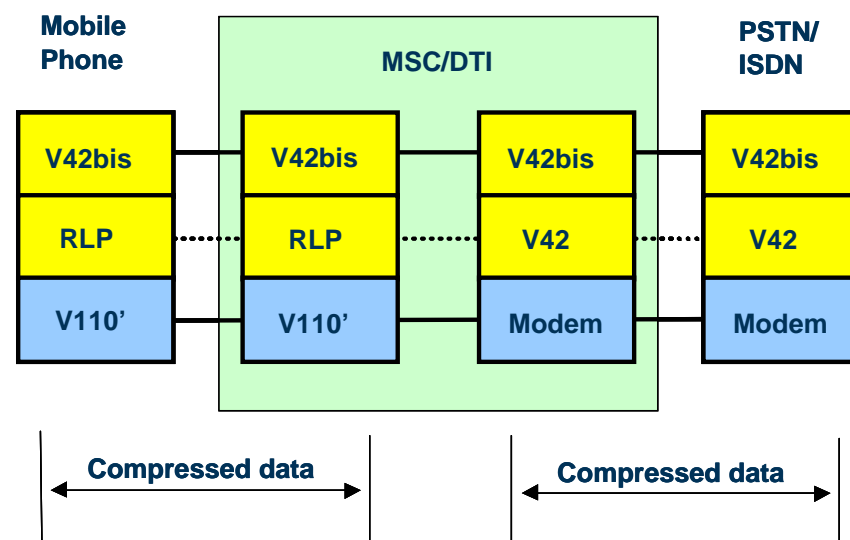 Mobile
Phone
MSC/DTI
PSTN/
ISDN
V42bis
V42bis
V42bis
V42bis
RLP
RLP
V42
V42
V110’
V110’
Modem
Modem
Compressed data
Compressed data